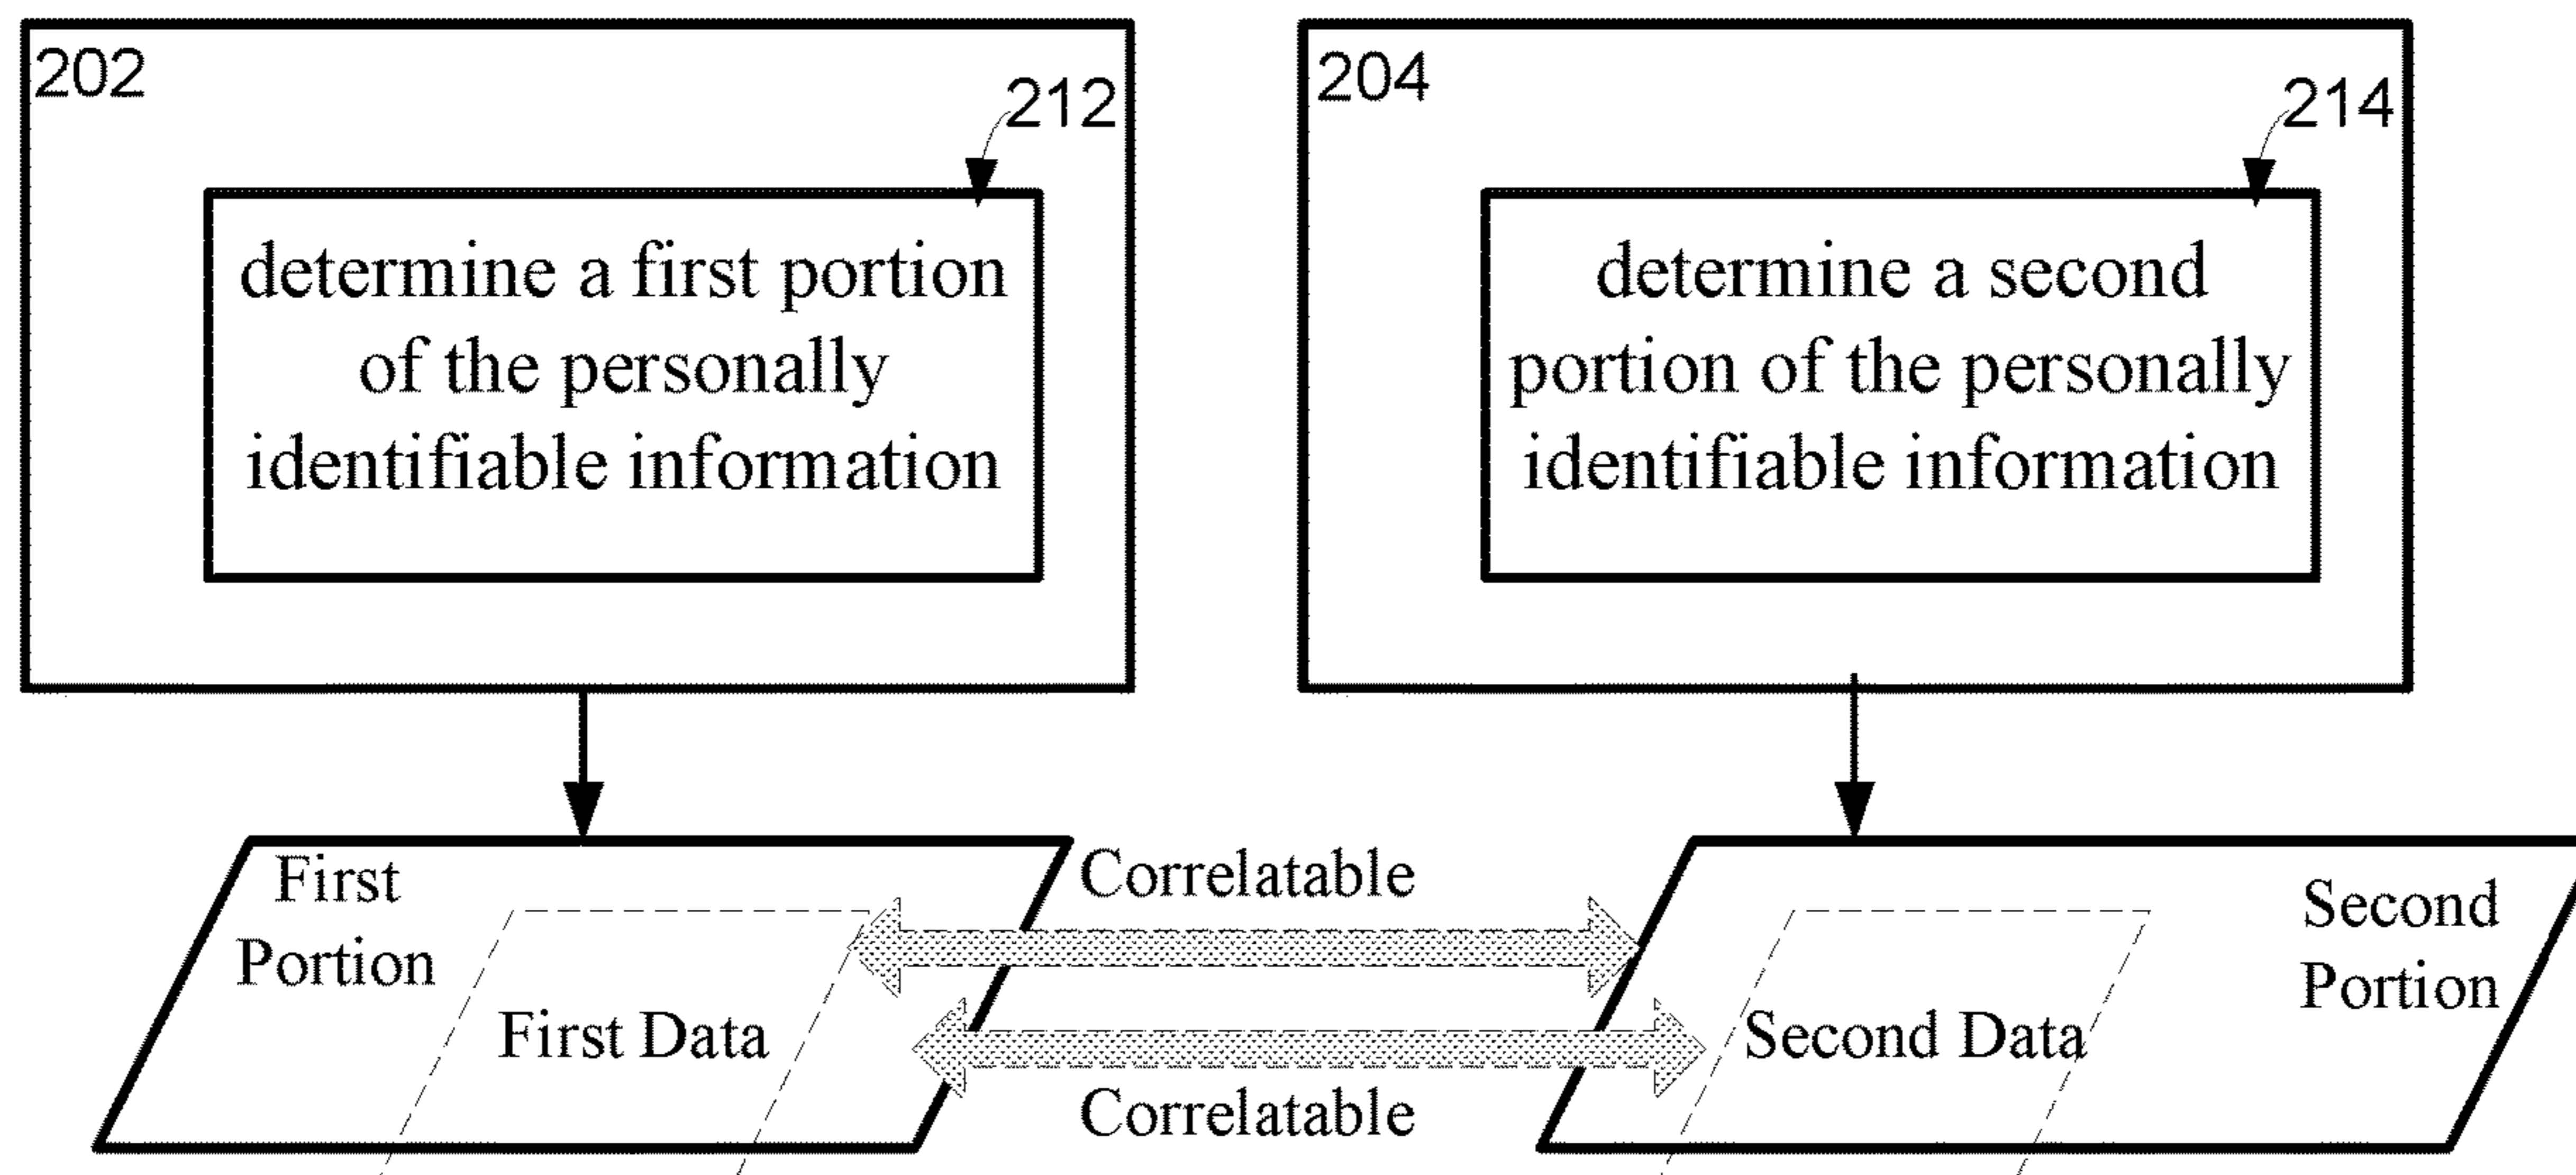 202
212
determine a first portion
of the personally
identifiable information
204
214
determine a second
portion of the personally
identifiable information
First
Portion
First Data
Correlatable
Correlatable
Second Data
Second
Portion